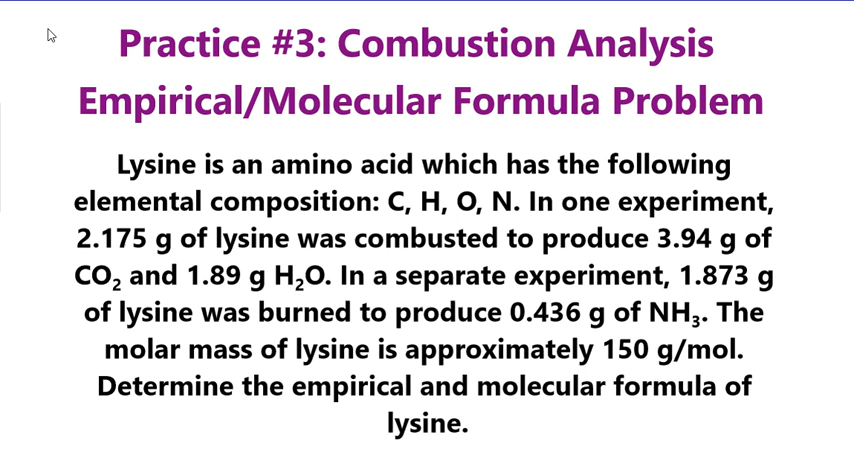 Practice #3: Combustion Analysis
Empirical/Molecular Formula Problem
Lysine is an amino acid which has the following
elemental composition: C, H, O, N. In one experiment,
2.175 g of lysine was combusted to produce 3.94 g of
CO₂ and 1.89 g H₂O. In a separate experiment, 1.873 g
of lysine was burned to produce 0.436 g of NH₃. The
molar mass of lysine is approximately 150 g/mol.
Determine the empirical and molecular formula of
lysine.